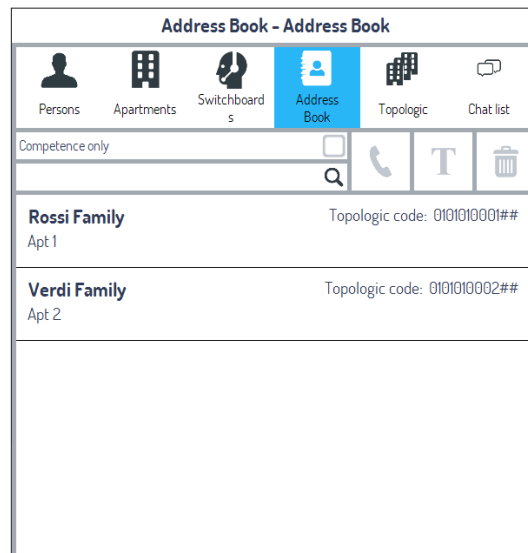 Address Book - Address Book
Persons
Apartments
Switchboard
s
Address
Book
Topologic
Chat list
Competence only
T
Rossi Family
Topologic code: 0101010001##
Apt 1
Verdi Family
Topologic code: 0101010002##
Apt 2